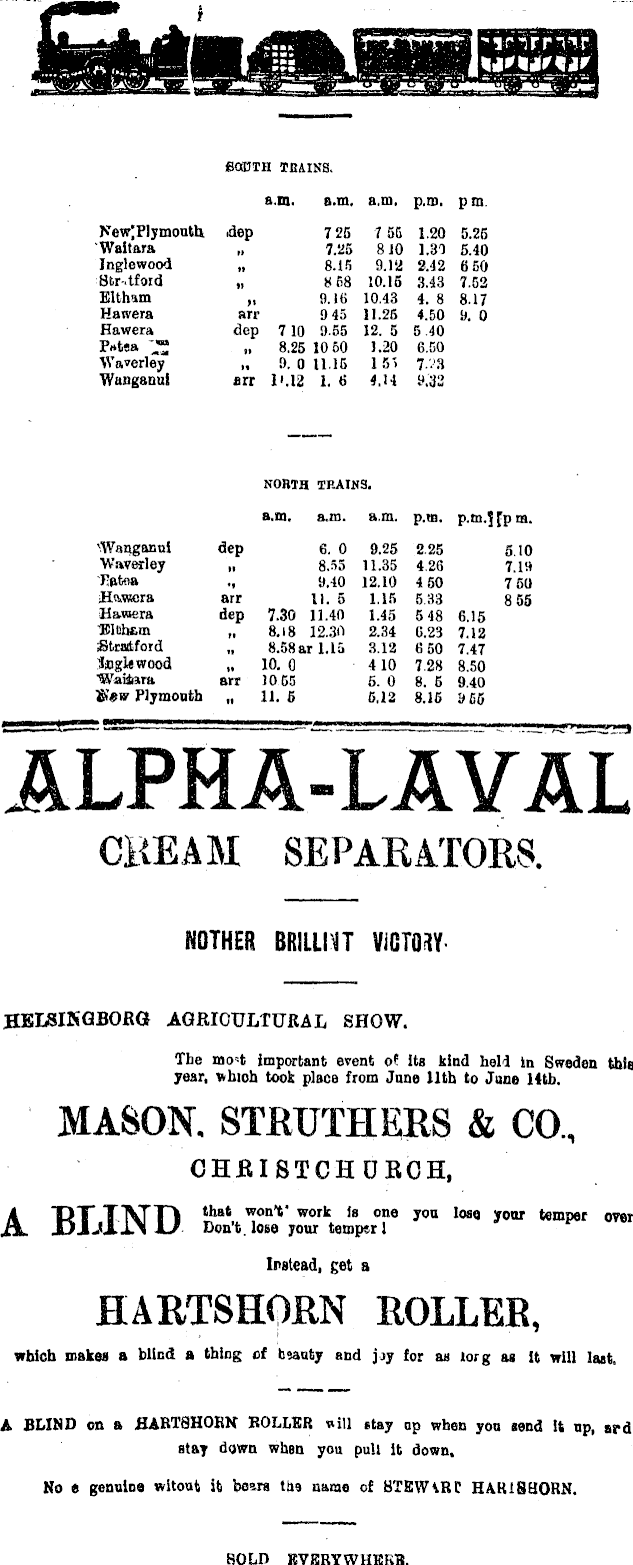 SOUTH TRAINS.
a.m. a.m. a.m. p.m. p m.
New Plymouth dep 7 25 7 55 1.20 5.25
Waitara „ 7.25 8 10 1.30 5.40
Inglewood „ 8.15 9.12 2.42 6 50
Str-tford „ 8 58 10.15 3.43 7.52
Eltham „ 9.16 10.43 4. 8 8.17
Hawera arr 9 45 11.25 4.50 9. 0
Hawera dep 7 10 9.55 12. 5 5.40
Patea „ 8.25 10 50 1.20 6.50
Waverley „ 9. 0 11.15 1 55 7.23
Wanganui arr 11.12 1. 6 4.14 9.32
NORTH TRAINS.
a.m. a.m. a.m. p.m. p.m. p m.
Wanganui dep 6. 0 9.25 2.25 5.10
Waverley „ 8.55 11.35 4.26 7.19
Patea „ 9.40 12.10 4 50 7 50
Hawera arr 11. 5 1.15 5.33 8 55
Hawera dep 7.30 11.40 1.45 5 48 6.15
Eltham „ 8.18 12.30 2.34 6.23 7.12
Stratford „ 8.58 ar 1.15 3.12 6 50 7.47
Inglewood „ 10. 0 4 10 7.28 8.50
Waitara arr 10 55 5. 0 8. 5 9.40
New Plymouth „ 11. 5 5.12 8.15 9 55
ALPHA-LAVAL
CREAM SEPARATORS.
NOTHER BRILLINT VICTORY.
HELSINGBORG AGRICULTURAL SHOW.
The most important event of its kind held in Sweden this
year, which took place from June 11th to June 14th.
MASON, STRUTHERS & CO.,
CHRISTCHURCH,
A BLIND that won't' work is one you lose your temper over
Don't lose your temper!
Instead, get a
HARTSHORN ROLLER,
which makes a blind a thing of beauty and joy for as long as it will last.
A BLIND on a HARTSHORN ROLLER will stay up when you send it up, and
stay down when you pull it down.
No e genuine witout it bears the name of STEWART HARTSHORN.
SOLD EVERYWHERE.